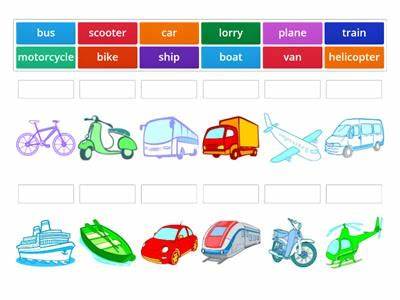 bus scooter car lorry plane train
motorcycle bike ship boat van helicopter